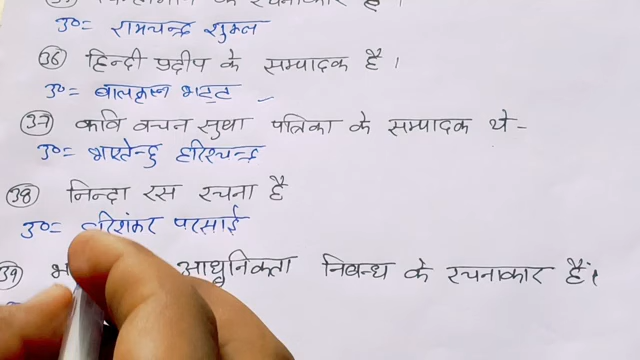 उ०= रामचन्द्र शुक्ल
(36) हिन्दी प्रदीप के सम्पादक है।
उ०= बालकृष्ण भट्ट
(37) कवि वचन सुधा पत्रिका के सम्पादक थे -
उ०= भारतेन्दु हरिश्चन्द्र
(38) निन्दा रस रचना है
उ०= हरिशंकर परसाई
39) आधुनिकता निबन्ध के रचनाकार हैं।